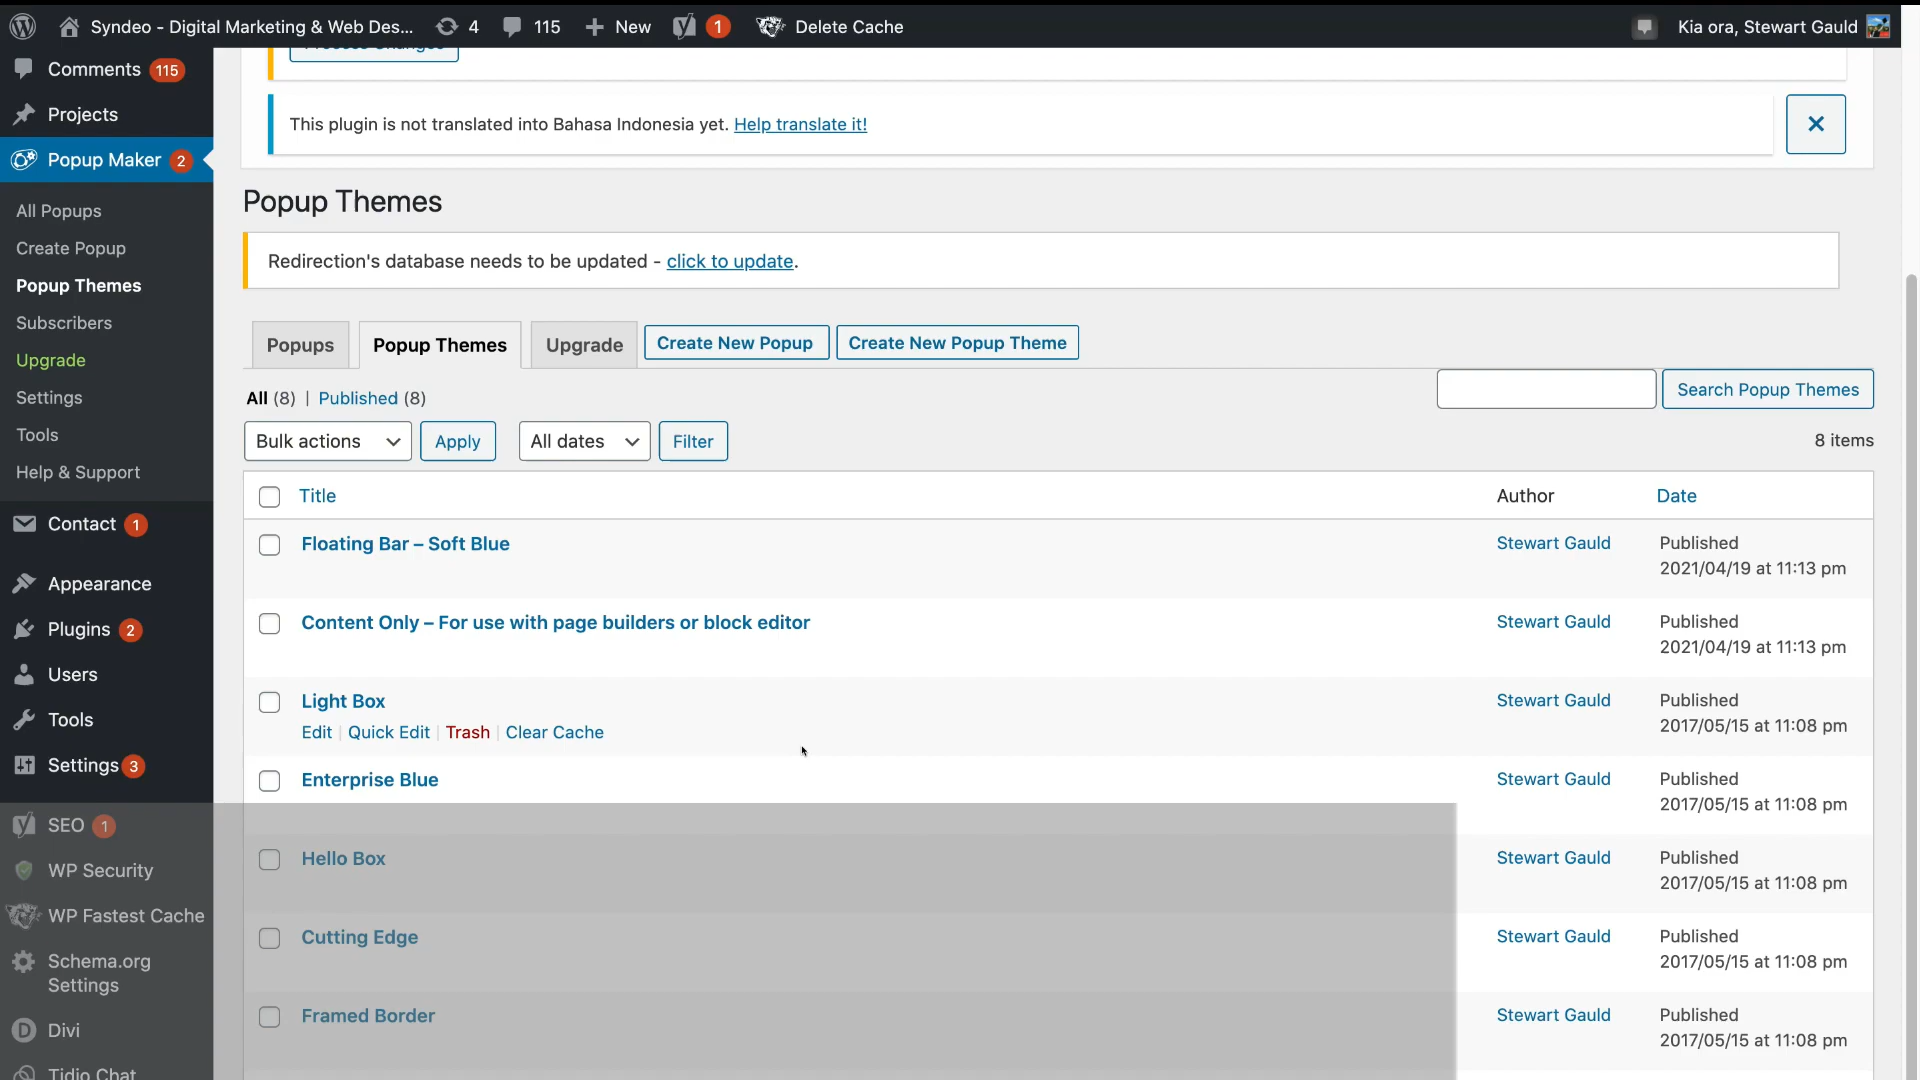 Syndeo - Digital Marketing & Web Des... 4 115 New 1 Delete Cache Kia ora, Stewart Gauld
Comments 115
Projects
Popup Maker 2
All Popups
Create Popup
Popup Themes
Subscribers
Upgrade
Settings
Tools
Help & Support
Contact 1
Appearance
Plugins 2
Users
Tools
Settings 3
SEO 1
WP Security
WP Fastest Cache
Schema.org
Settings
Divi
Tidio Chat
Process Changes
This plugin is not translated into Bahasa Indonesia yet. Help translate it!
Popup Themes
Redirection's database needs to be updated - click to update.
Popups Popup Themes Upgrade Create New Popup Create New Popup Theme
All (8) | Published (8)
Search Popup Themes
Bulk actions Apply All dates Filter 8 items
Title Author Date
Floating Bar – Soft Blue Stewart Gauld Published
2021/04/19 at 11:13 pm
Content Only – For use with page builders or block editor Stewart Gauld Published
2021/04/19 at 11:13 pm
Light Box Stewart Gauld Published
Edit | Quick Edit | Trash | Clear Cache 2017/05/15 at 11:08 pm
Enterprise Blue Stewart Gauld Published
2017/05/15 at 11:08 pm
Hello Box Stewart Gauld Published
2017/05/15 at 11:08 pm
Cutting Edge Stewart Gauld Published
2017/05/15 at 11:08 pm
Framed Border Stewart Gauld Published
2017/05/15 at 11:08 pm